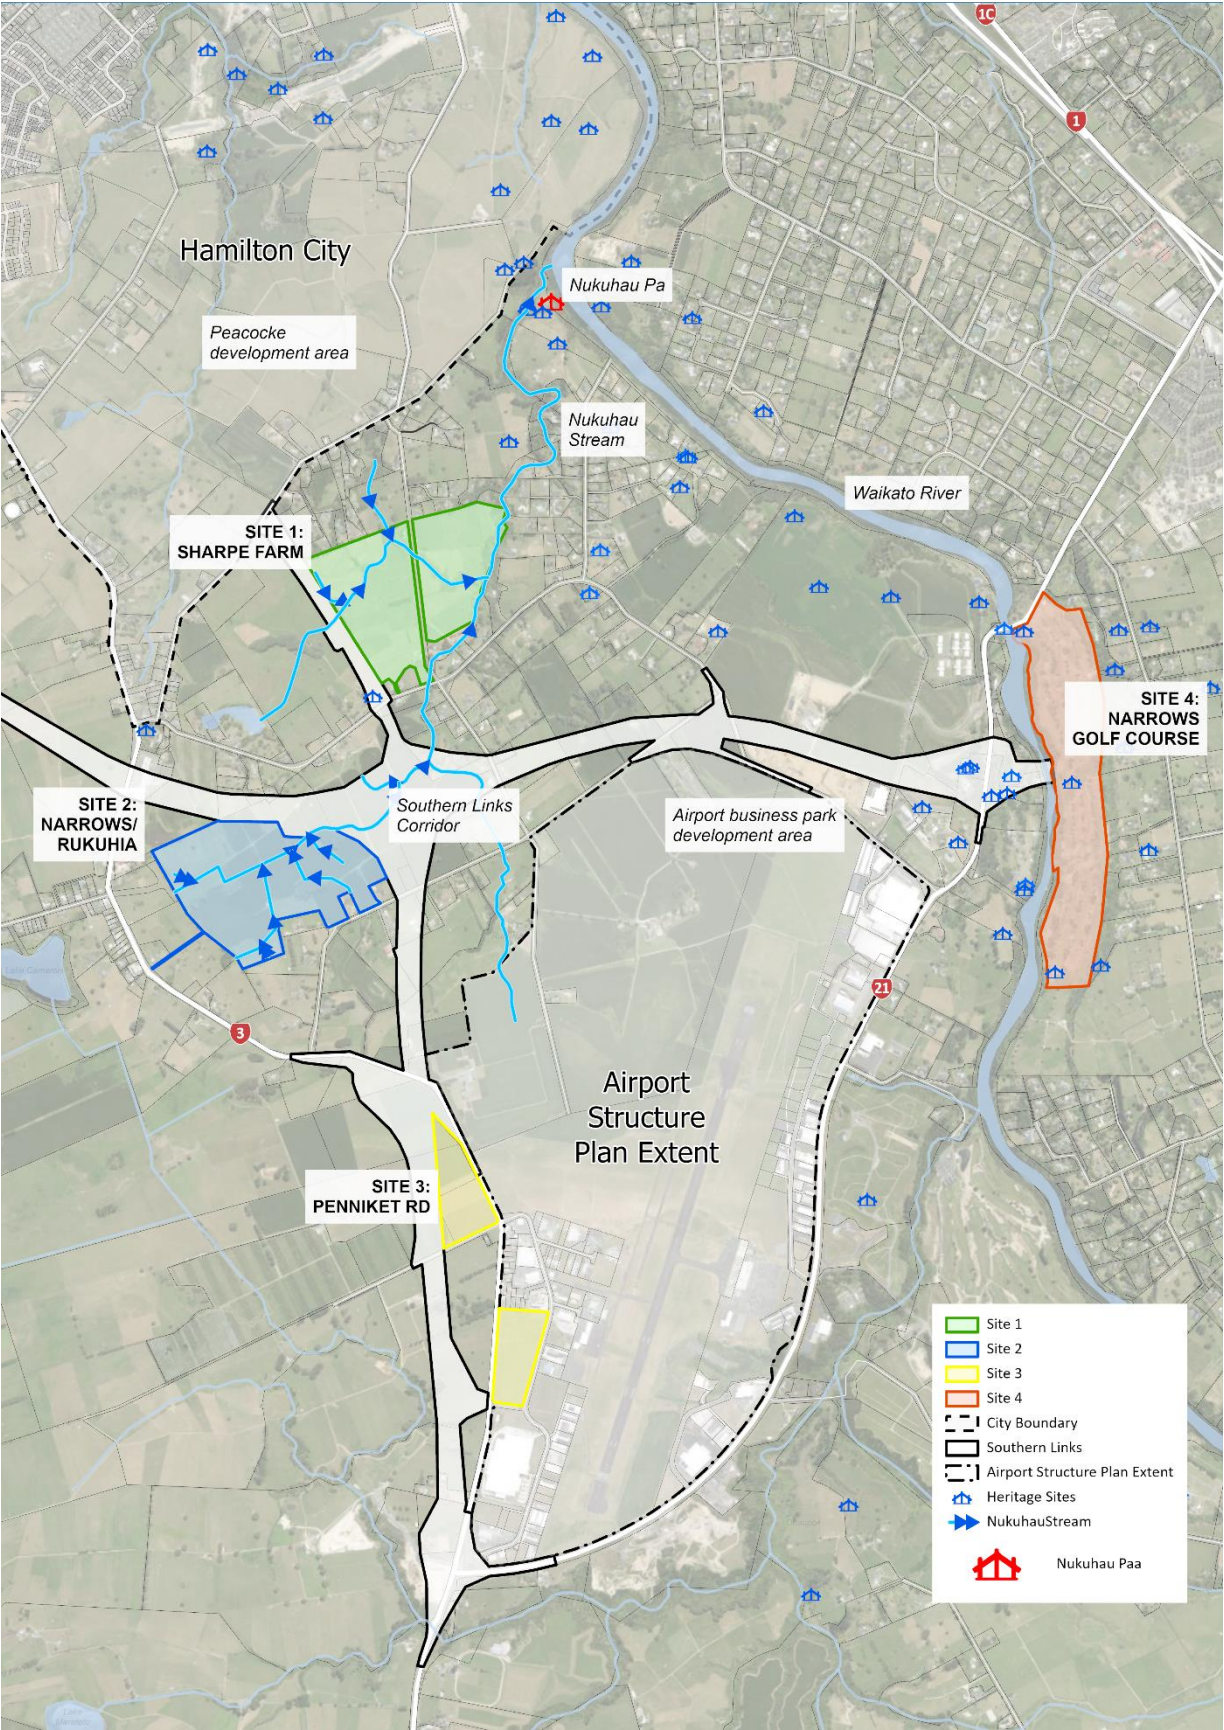 1C
1
Hamilton City
Nukuhau Pa
Peacocke
development area
Nukuhau
Stream
Waikato River
SITE 1:
SHARPE FARM
SITE 4:
NARROWS
GOLF COURSE
SITE 2:
NARROWS/
RUKUHIA
Southern Links
Corridor
Airport business park
development area
Lake Cameron
21
3
Airport
Structure
Plan Extent
SITE 3:
PENNIKET RD
Site 1
Site 2
Site 3
Site 4
City Boundary
Southern Links
Airport Structure Plan Extent
Heritage Sites
NukuhauStream
Nukuhau Paa
Lake